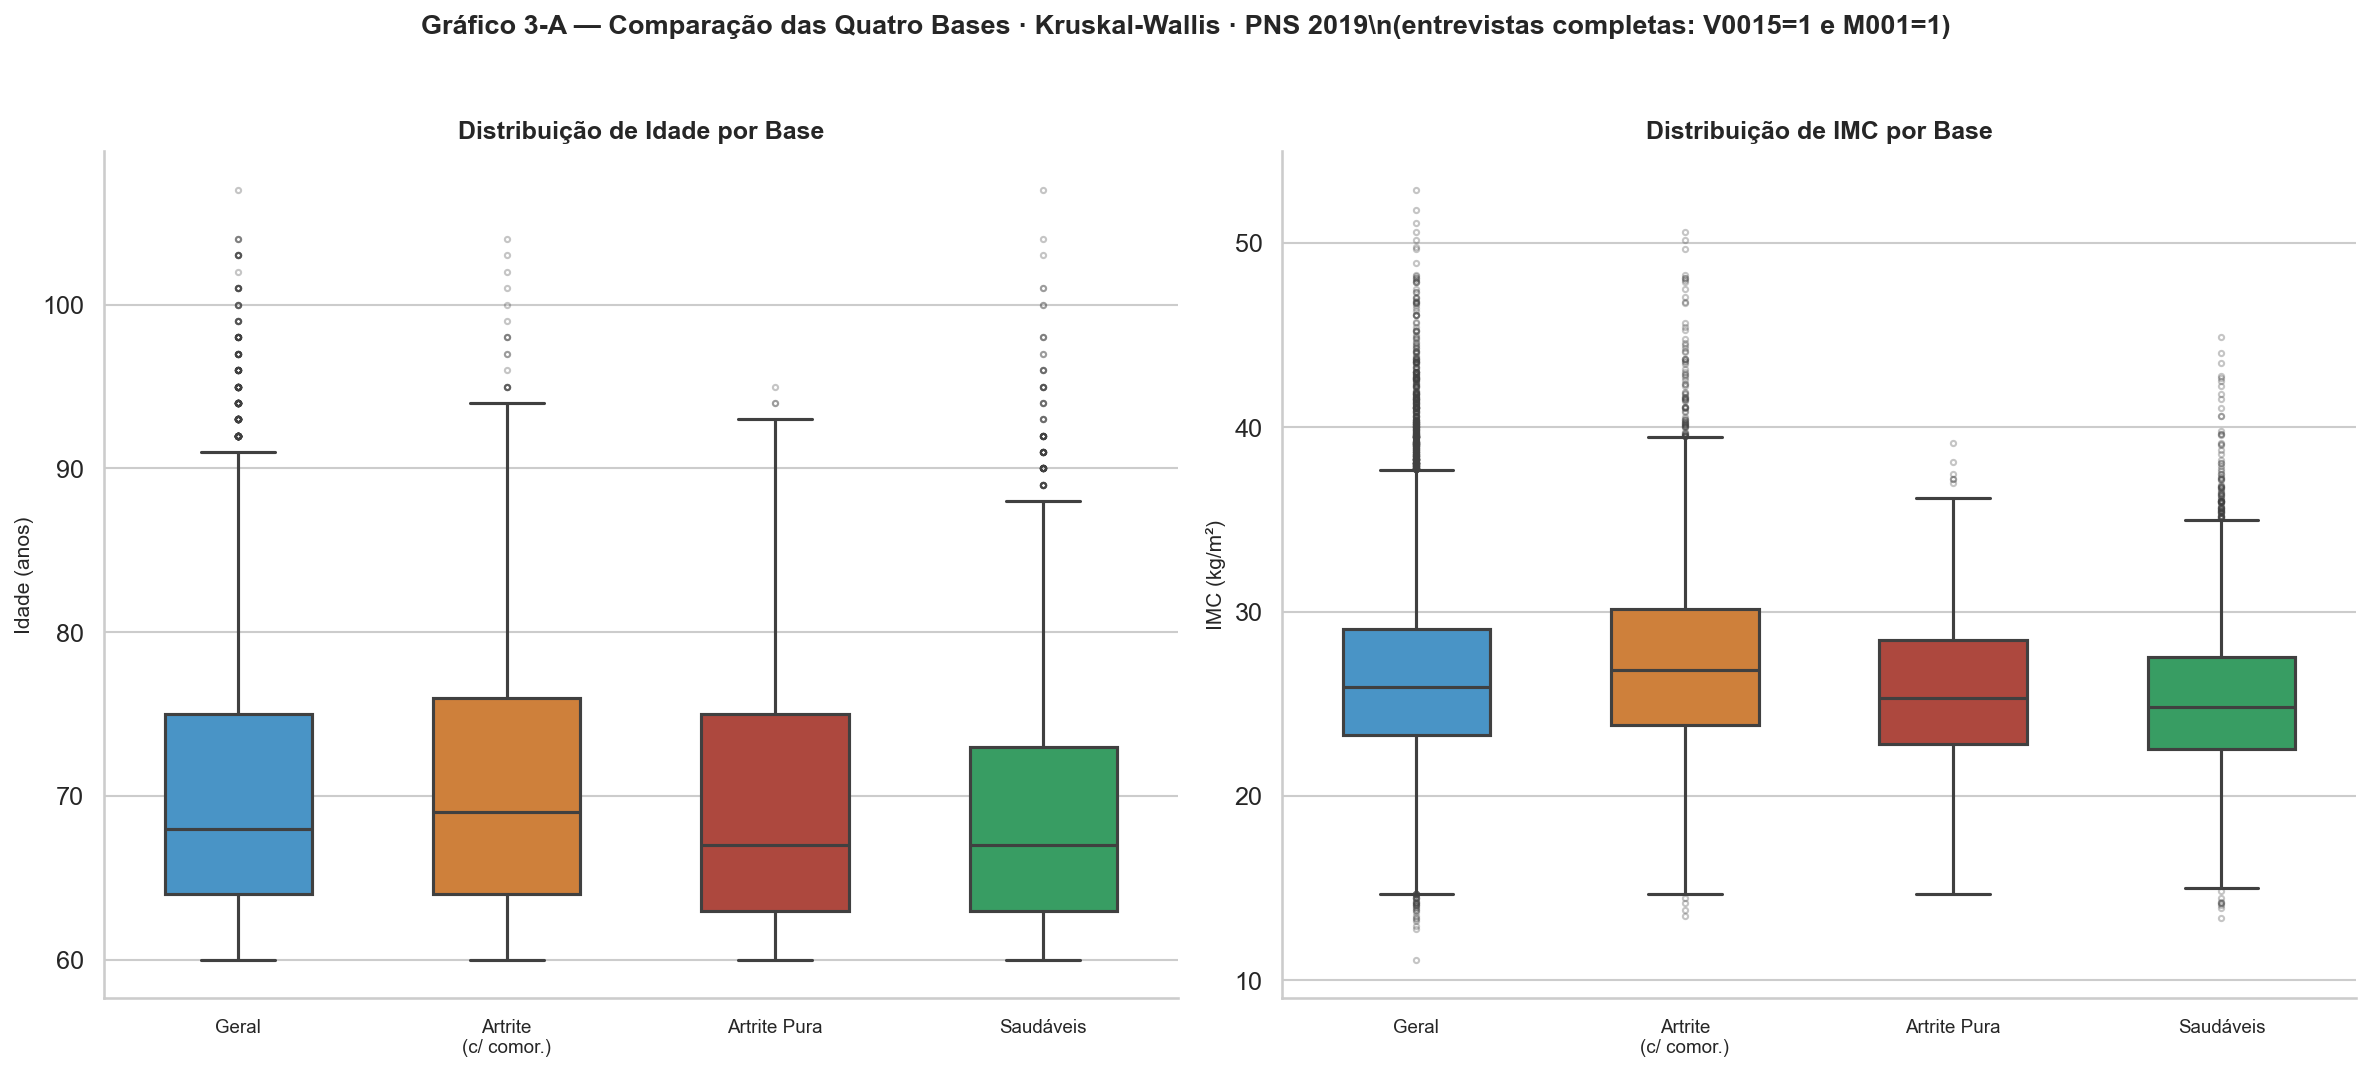 Gráfico 3-A — Comparação das Quatro Bases · Kruskal-Wallis · PNS 2019\n(entrevistas completas: V0015=1 e M001=1)
Distribuição de Idade por Base
Idade (anos)
100
90
80
70
60
Geral
Artrite
(c/ comor.)
Artrite Pura
Saudáveis
Distribuição de IMC por Base
IMC (kg/m²)
50
40
30
20
10
Geral
Artrite
(c/ comor.)
Artrite Pura
Saudáveis